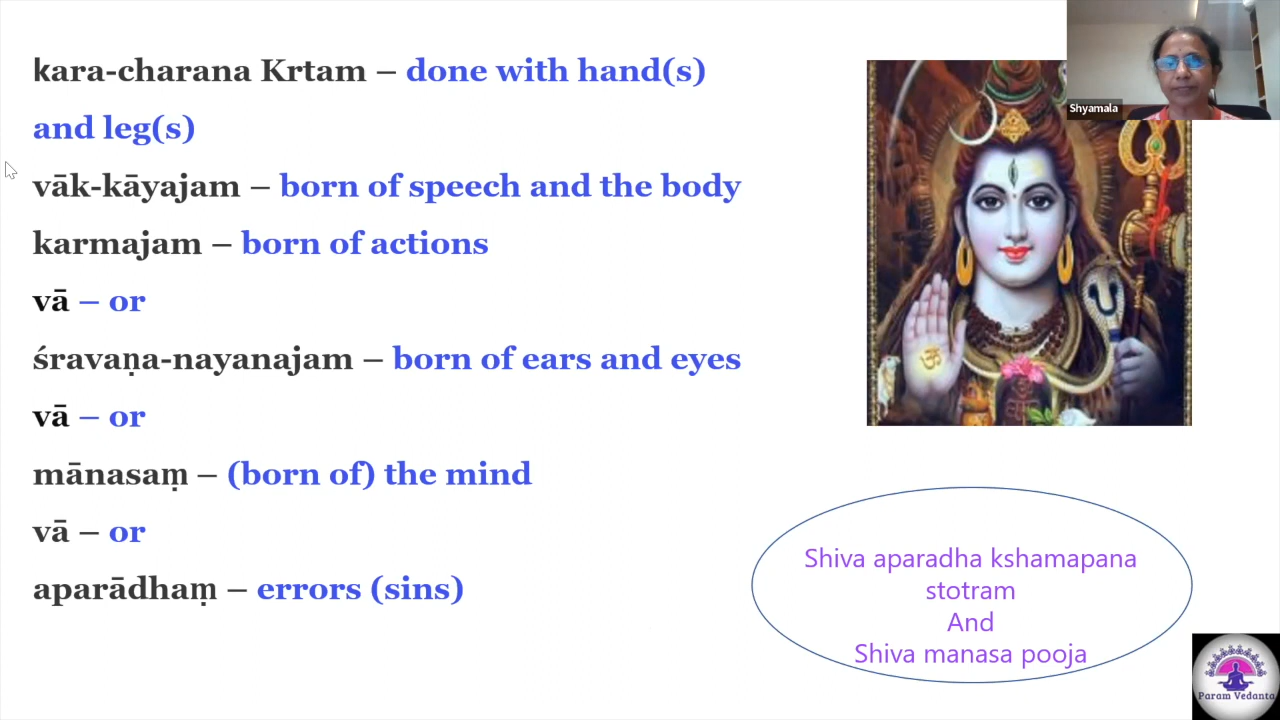 kara-charana Krtam – done with hand(s)
and leg(s)
vāk-kāyajam – born of speech and the body
karmajam – born of actions
vā – or
śravaṇa-nayanajam – born of ears and eyes
vā – or
mānasaṃ – (born of) the mind
vā – or
aparādhaṃ – errors (sins)
Shyamala
ॐ
Shiva aparadha kshamapana
stotram
And
Shiva manasa pooja
Param Vedanta